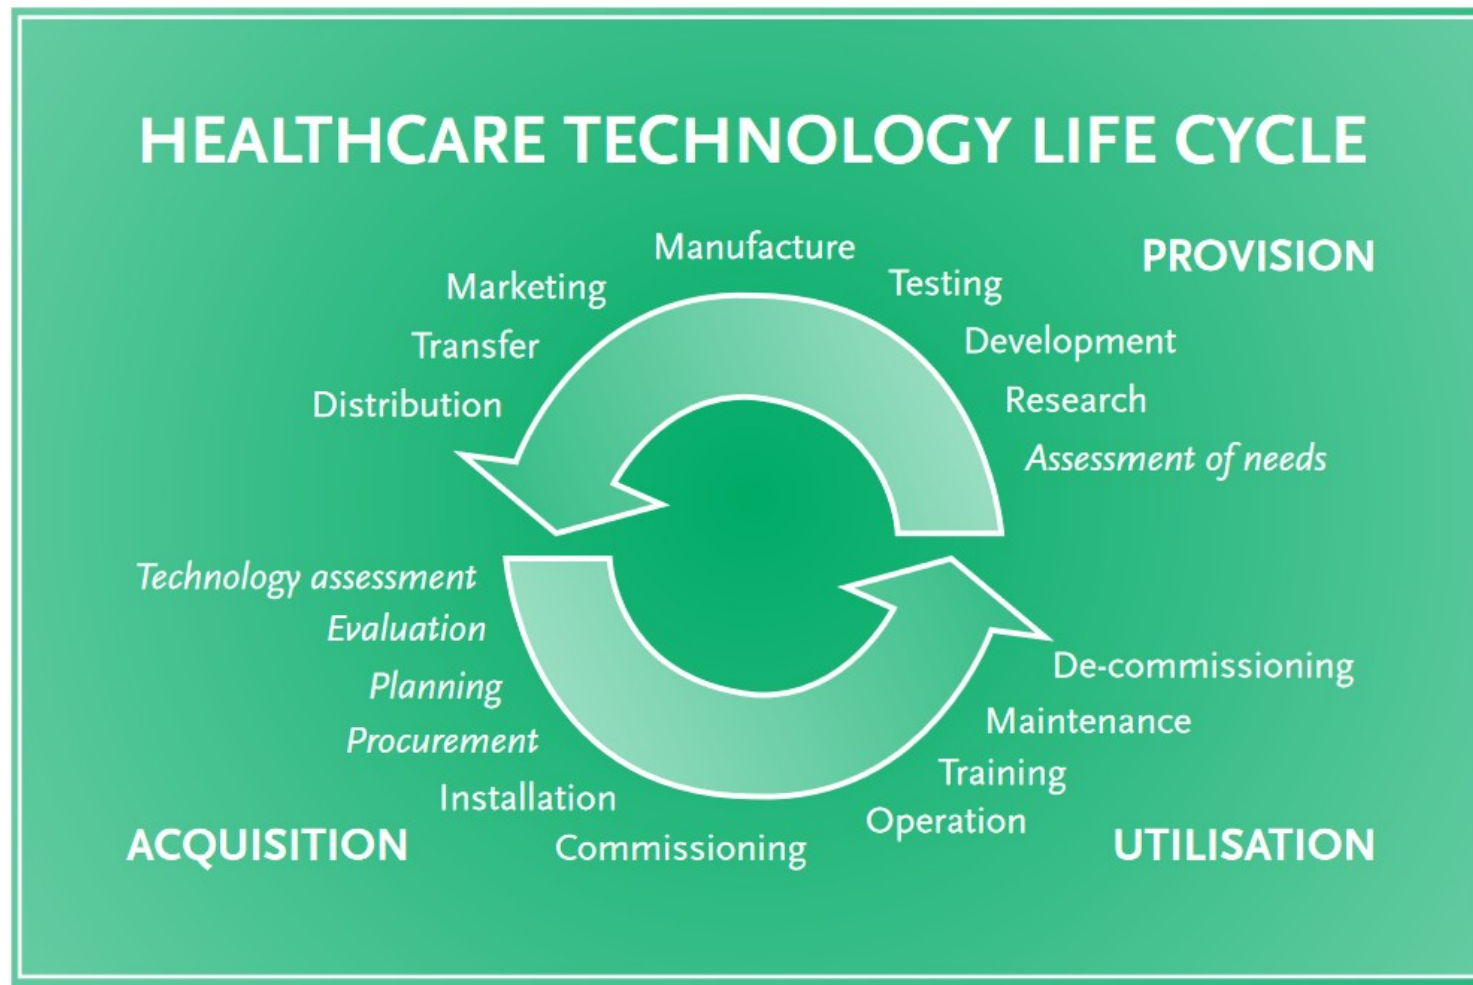 HEALTHCARE TECHNOLOGY LIFE CYCLE
PROVISION
Manufacture
Testing
Marketing
Development
Transfer
Research
Distribution
Assessment of needs
Technology assessment
Evaluation
Planning
Procurement
Installation
Commissioning
De-commissioning
Maintenance
Training
Operation
ACQUISITION
UTILISATION